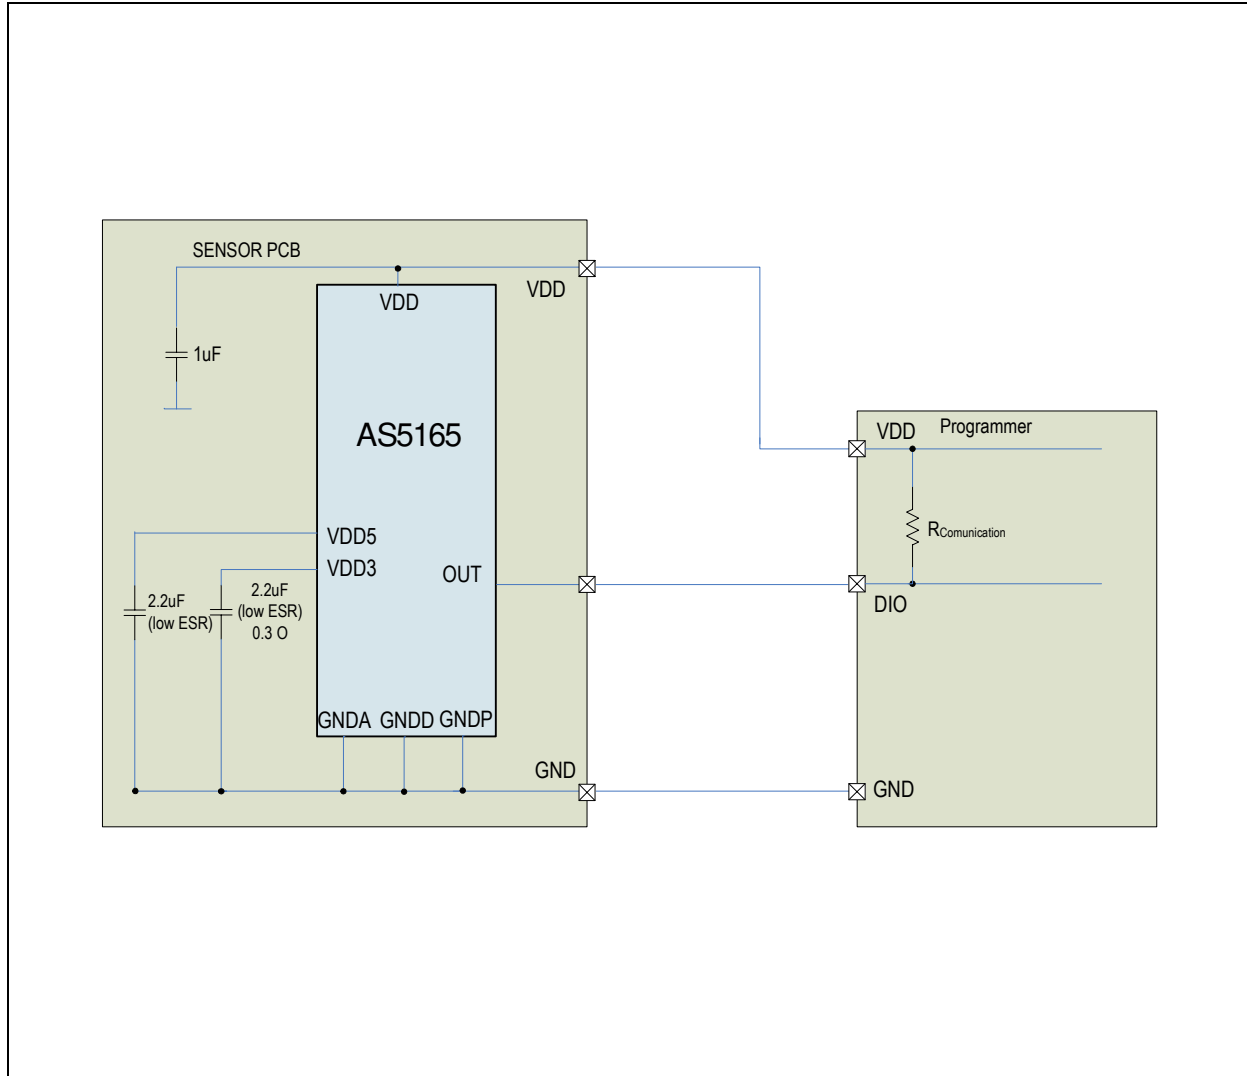 SENSOR PCB
VDD
VDD
1uF
AS5165
VDD
Programmer
RComunication
VDD5
VDD3
OUT
2.2uF
(low ESR)
2.2uF
(low ESR)
0.3 O
DIO
GNDA
GNDD
GNDP
GND
GND